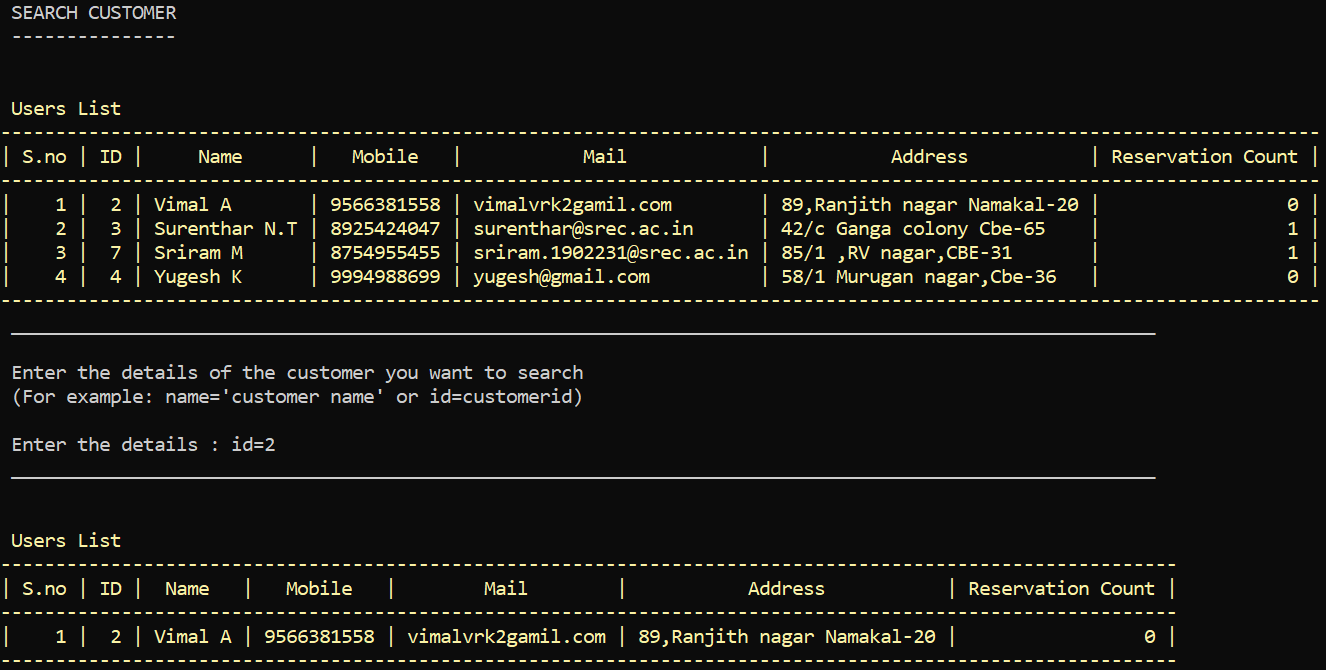 SEARCH CUSTOMER
---------------
Users List
------------------------------------------------------------------------------------------------------------------------
| S.no | ID | Name | Mobile | Mail | Address | Reservation Count |
------------------------------------------------------------------------------------------------------------------------
| 1 | 2 | Vimal A | 9566381558 | vimalvrk2gamil.com | 89,Ranjith nagar Namakal-20 | 0 |
| 2 | 3 | Surenthar N.T | 8925424047 | surenthar@srec.ac.in | 42/c Ganga colony Cbe-65 | 1 |
| 3 | 7 | Sriram M | 8754955455 | sriram.1902231@srec.ac.in | 85/1 ,RV nagar,CBE-31 | 1 |
| 4 | 4 | Yugesh K | 9994988699 | yugesh@gmail.com | 58/1 Murugan nagar,Cbe-36 | 0 |
------------------------------------------------------------------------------------------------------------------------
Enter the details of the customer you want to search
(For example: name='customer name' or id=customerid)
Enter the details : id=2
Users List
-----------------------------------------------------------------------------------------------------------
| S.no | ID | Name | Mobile | Mail | Address | Reservation Count |
-----------------------------------------------------------------------------------------------------------
| 1 | 2 | Vimal A | 9566381558 | vimalvrk2gamil.com | 89,Ranjith nagar Namakal-20 | 0 |
-----------------------------------------------------------------------------------------------------------